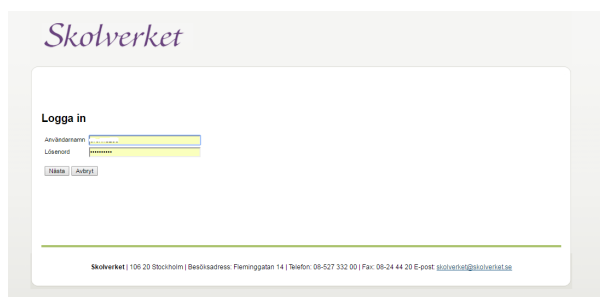 Skolverket
Logga in
Användarnamn
Lösenord
Nästa Avbryt
Skolverket | 106 20 Stockholm | Besöksadress: Fleminggatan 14 | Telefon: 08-527 332 00 | Fax: 08-24 44 20 E-post: skolverket@skolverket.se